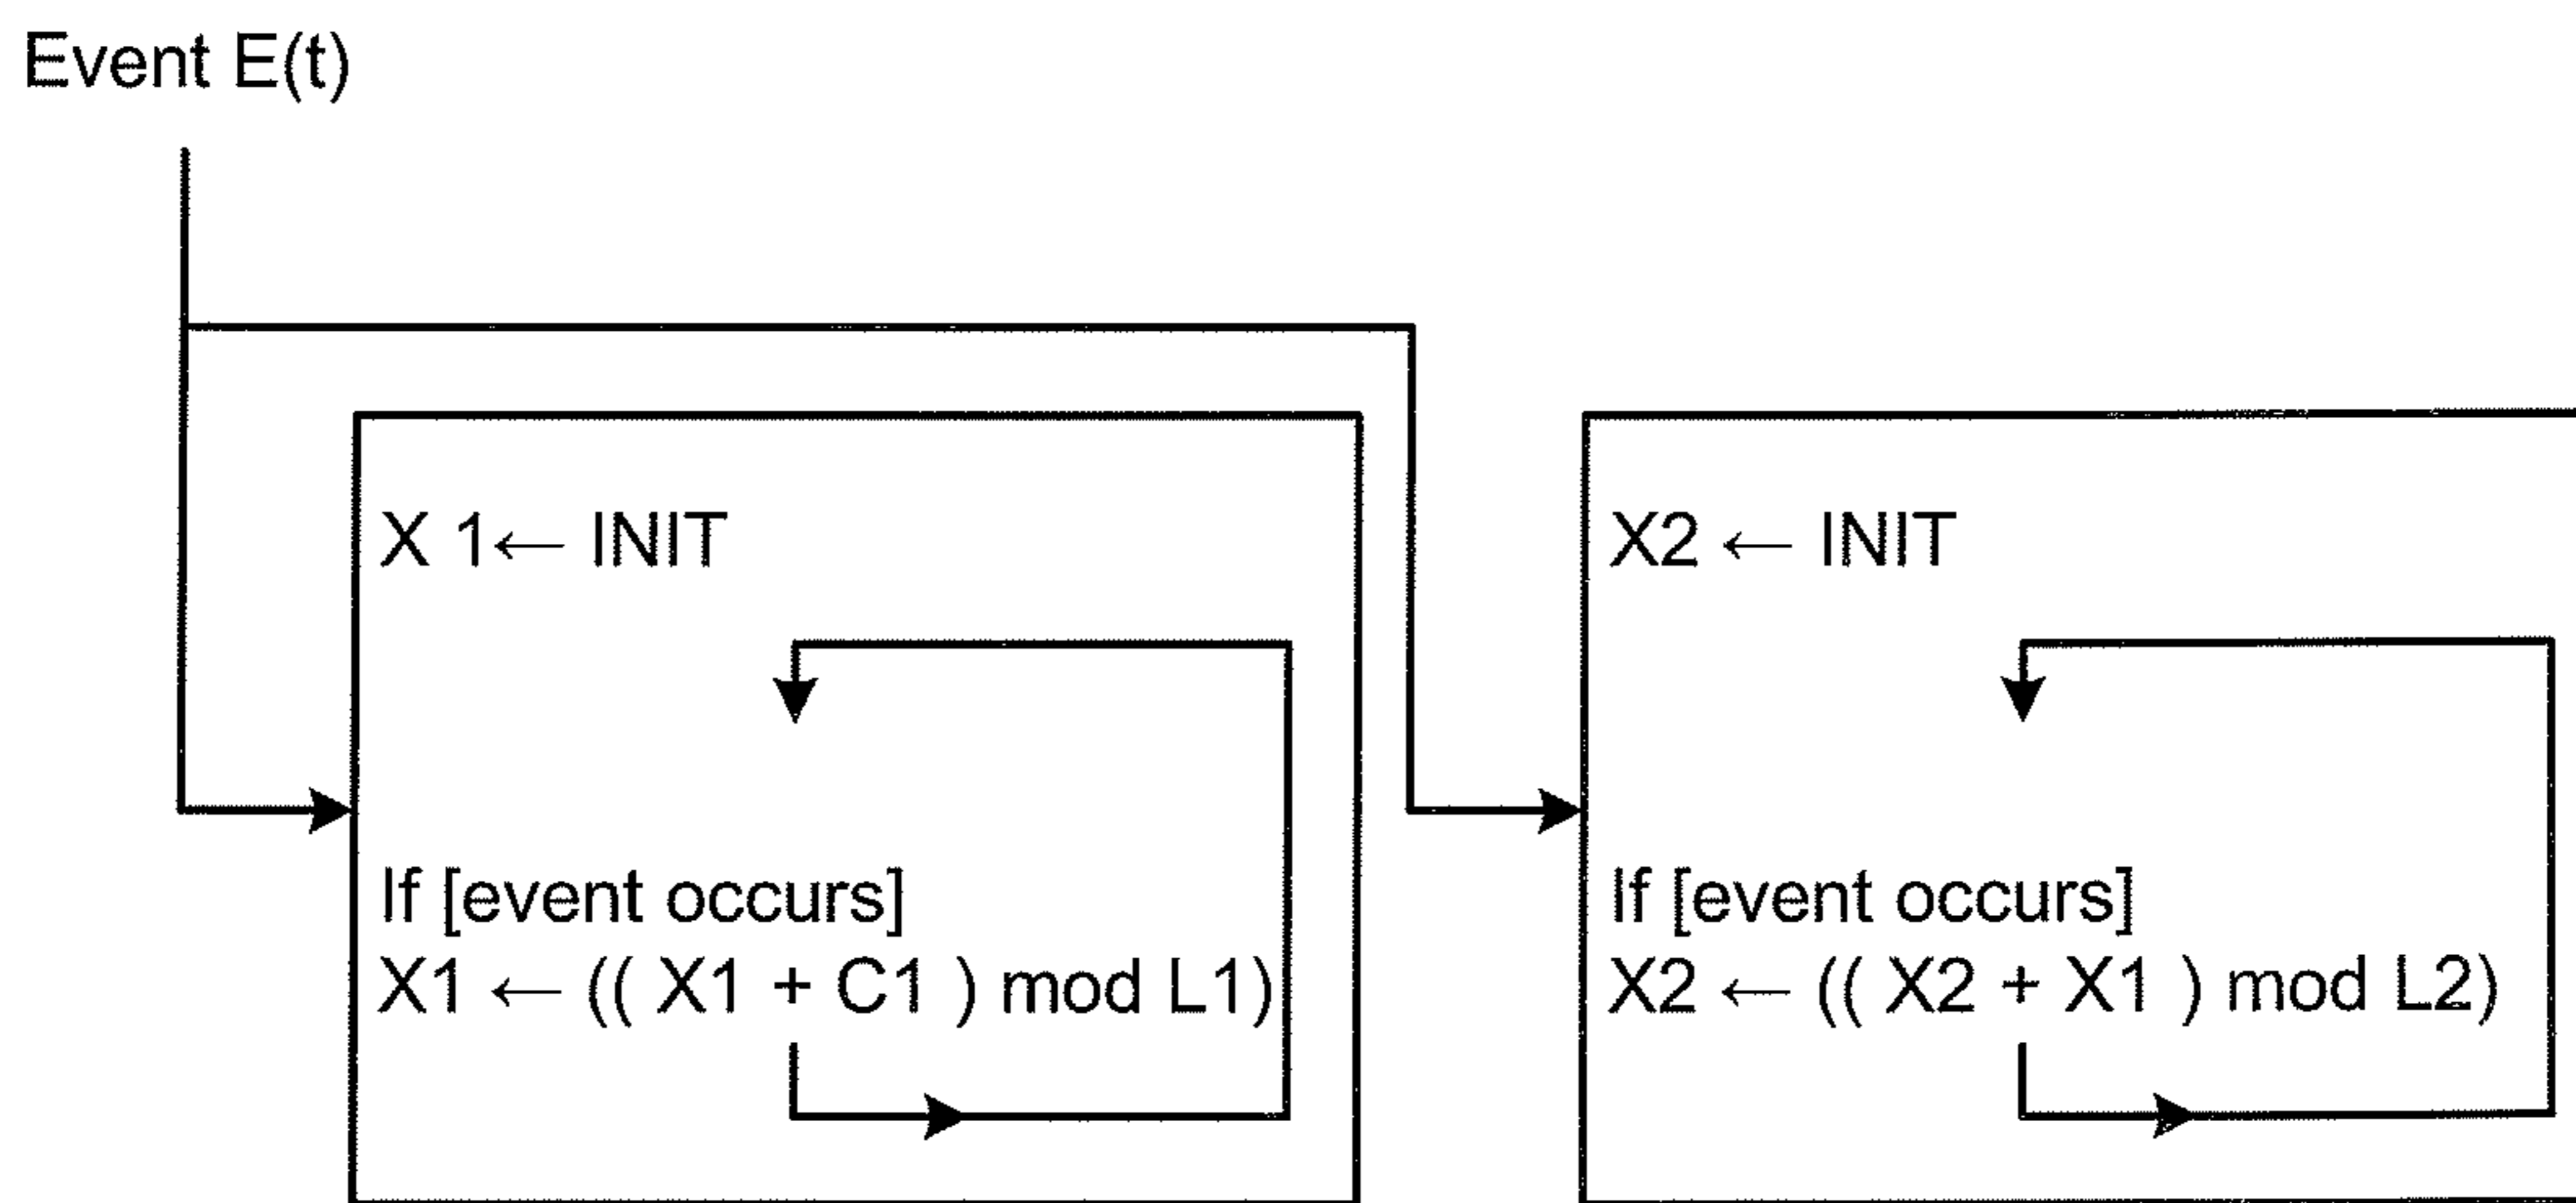 Event E(t)
X 1← INIT
If [event occurs]
X1 ← (( X1 + C1 ) mod L1)
X2 ← INIT
If [event occurs]
X2 ← (( X2 + X1 ) mod L2)